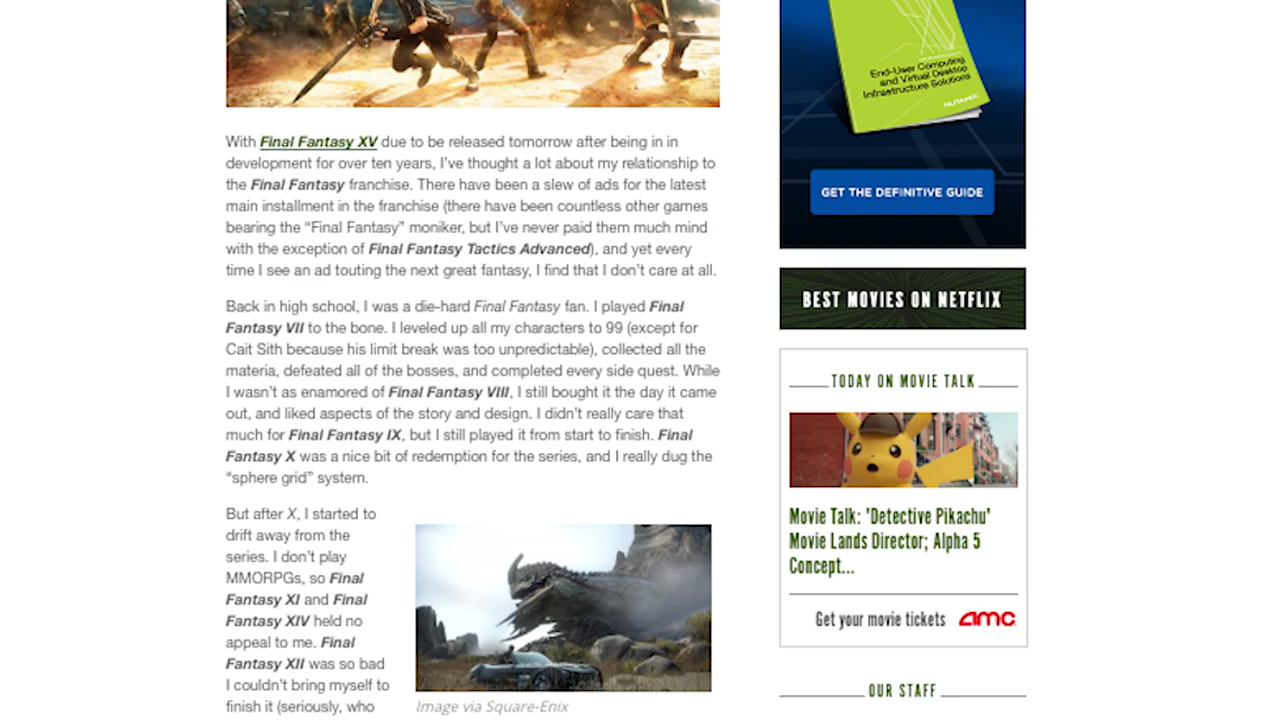 With Final Fantasy XV due to be released tomorrow after being in in
development for over ten years, I've thought a lot about my relationship to
the Final Fantasy franchise. There have been a slew of ads for the latest
main installment in the franchise (there have been countless other games
bearing the “Final Fantasy” moniker, but I've never paid them much mind
with the exception of Final Fantasy Tactics Advanced), and yet every
time I see an ad touting the next great fantasy, I find that I don't care at all.
Back in high school, I was a die-hard Final Fantasy fan. I played Final
Fantasy VII to the bone. I leveled up all my characters to 99 (except for
Cait Sith because his limit break was too unpredictable), collected all the
materia, defeated all of the bosses, and completed every side quest. While
I wasn't as enamored of Final Fantasy VIII, I still bought it the day it came
out, and liked aspects of the story and design. I didn't really care that
much for Final Fantasy IX, but I still played it from start to finish. Final
Fantasy X was a nice bit of redemption for the series, and I really dug the
“sphere grid” system.
But after X, I started to
drift away from the
series. I don't play
MMORPGs, so Final
Fantasy XI and Final
Fantasy XIV held no
appeal to me. Final
Fantasy XII was so bad
I couldn't bring myself to
finish it (seriously, who
Image via Square-Enix
End-User Computing
and Virtual Desktop
Infrastructure Solutions
NUTANIX
GET THE DEFINITIVE GUIDE
BEST MOVIES ON NETFLIX
TODAY ON MOVIE TALK
Movie Talk: 'Detective Pikachu'
Movie Lands Director; Alpha 5
Concept...
Get your movie tickets amc
OUR STAFF